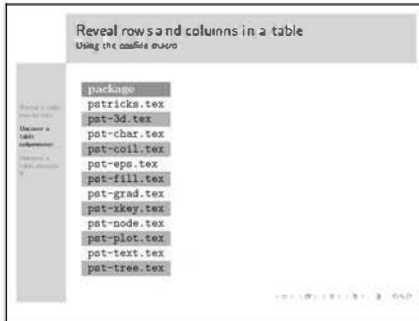 Reveal rows and columns in a table
Using the
package
pstricks.tex
pst-3d.tex
pst-char.tex
pst-coil.tex
pst-eps.tex
pst-fill.tex
pst-grad.tex
pst-xkey.tex
pst-node.tex
pst-plot.tex
pst-text.tex
pst-tree.tex
Uncover a
table